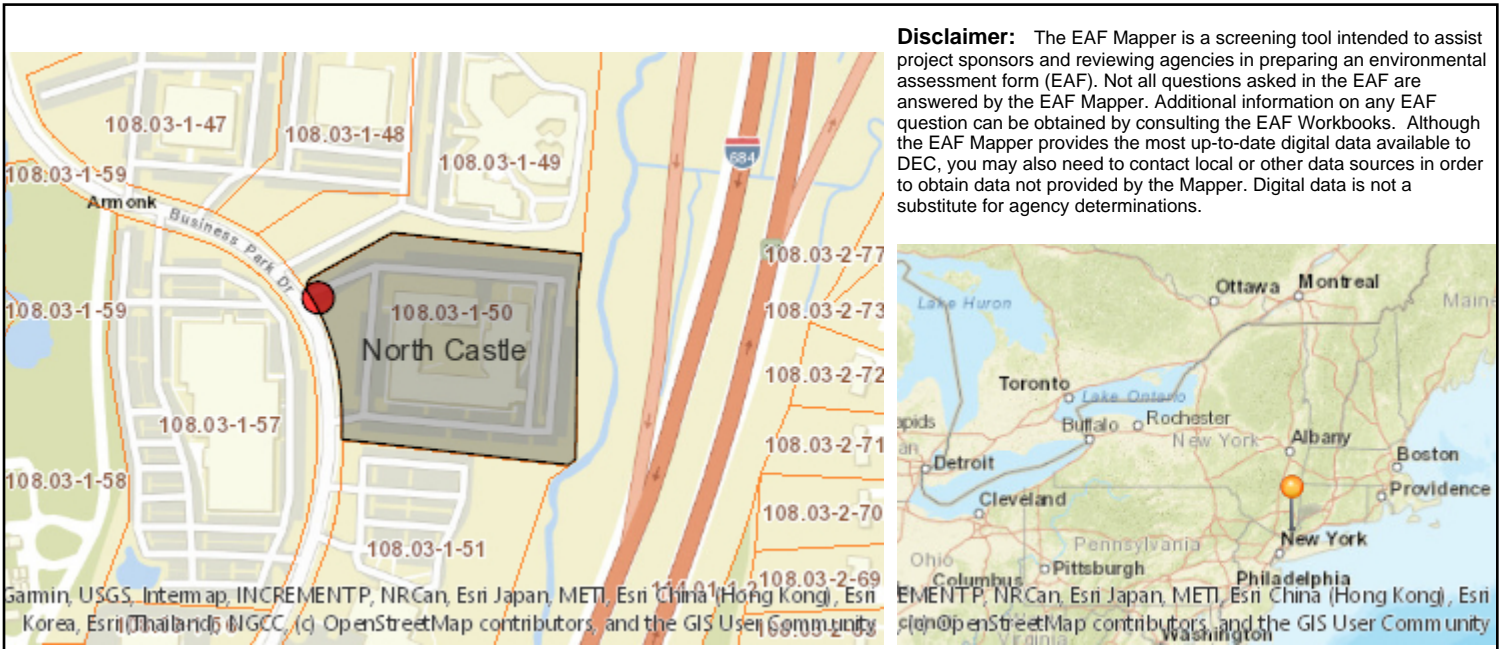 Disclaimer: The EAF Mapper is a screening tool intended to assist
project sponsors and reviewing agencies in preparing an environmental
assessment form (EAF). Not all questions asked in the EAF are
answered by the EAF Mapper. Additional information on any EAF
question can be obtained by consulting the EAF Workbooks. Although
the EAF Mapper provides the most up-to-date digital data available to
DEC, you may also need to contact local or other data sources in order
to obtain data not provided by the Mapper. Digital data is not a
substitute for agency determinations.
108.03-1-47
108.03-1-48
108.03-1-49
684
108.03-1-59
Armonk
Business Park Dr
108.03-2-77
108.03-1-59
108.03-1-50
108.03-2-73
North Castle
108.03-2-72
108.03-1-57
108.03-2-71
108.03-1-58
108.03-2-70
108.03-1-51
108.03-2-69
Garmin, USGS, Intermap, INCREMENT P, NRCan, Esri Japan, METI, Esri China (Hong Kong), Esri
Korea, Esri (Thailand), NGCC, (c) OpenStreetMap contributors, and the GIS User Community
Ottawa
Montreal
Lake Huron
Maine
Toronto
Lake Ontario
apids
Buffalo
Rochester
New York
Albany
an
Detroit
Boston
Providence
Cleveland
New York
Pennsylvania
Ohio
Pittsburgh
Columbus
Philadelphia
EMENT P, NRCan, Esri Japan, METI, Esri China (Hong Kong), Esri
(c) OpenStreetMap contributors, and the GIS User Community
Virginia
Washington